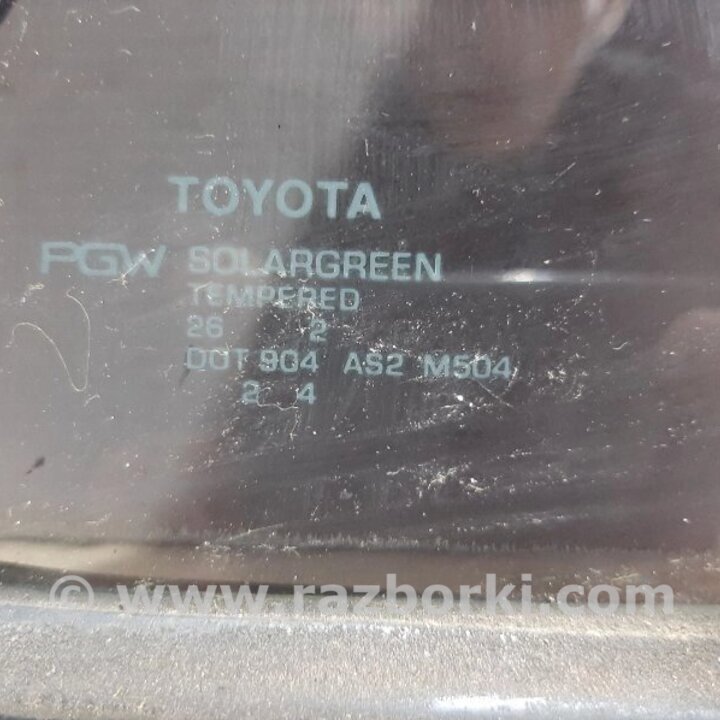 TOYOTA
PGW SOLARGREEN
TEMPERED
26 2
DOT 904 AS2 M504
2 4
© www.razborki.com